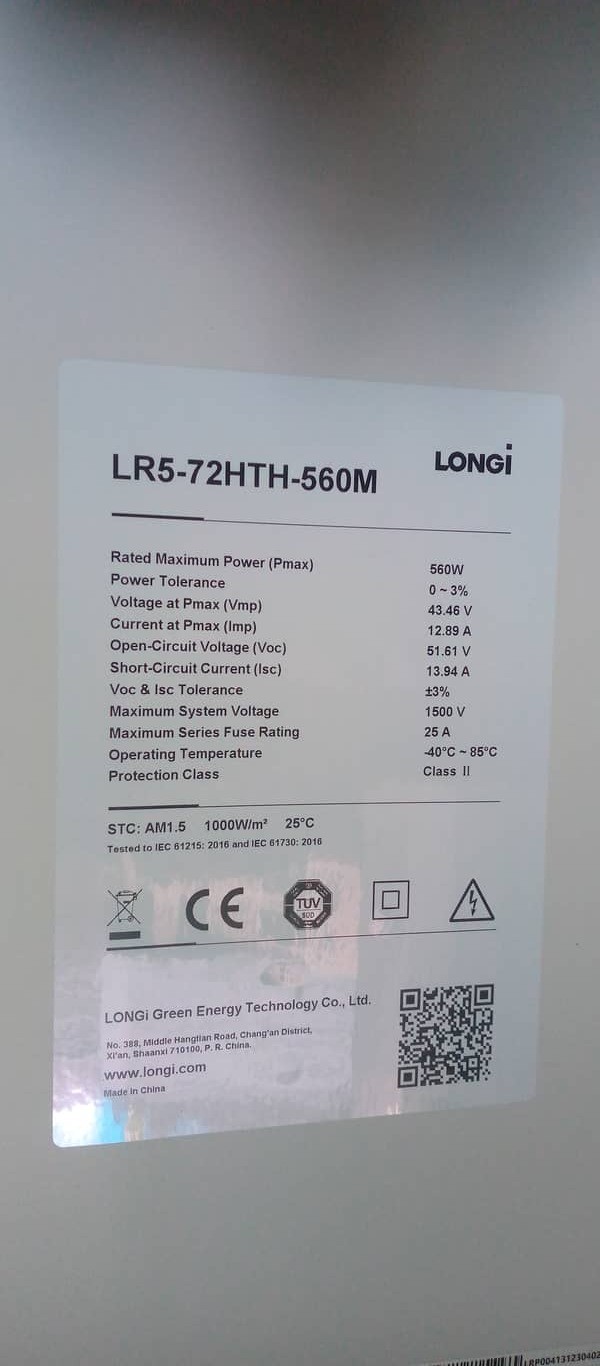 LR5-72HTH-560M
LONGi
Rated Maximum Power (Pmax) 560W
Power Tolerance 0 ~ 3%
Voltage at Pmax (Vmp) 43.46 V
Current at Pmax (Imp) 12.89 A
Open-Circuit Voltage (Voc) 51.61 V
Short-Circuit Current (Isc) 13.94 A
Voc & Isc Tolerance ±3%
Maximum System Voltage 1500 V
Maximum Series Fuse Rating 25 A
Operating Temperature -40°C ~ 85°C
Protection Class Class II
STC: AM1.5 1000W/m² 25°C
Tested to IEC 61215: 2016 and IEC 61730: 2016
CE
TÜV
SÜD
LONGi Green Energy Technology Co., Ltd.
No. 388, Middle Hangtian Road, Chang'an District,
Xi'an, Shaanxi 710100, P. R. China.
www.longi.com
Made in China